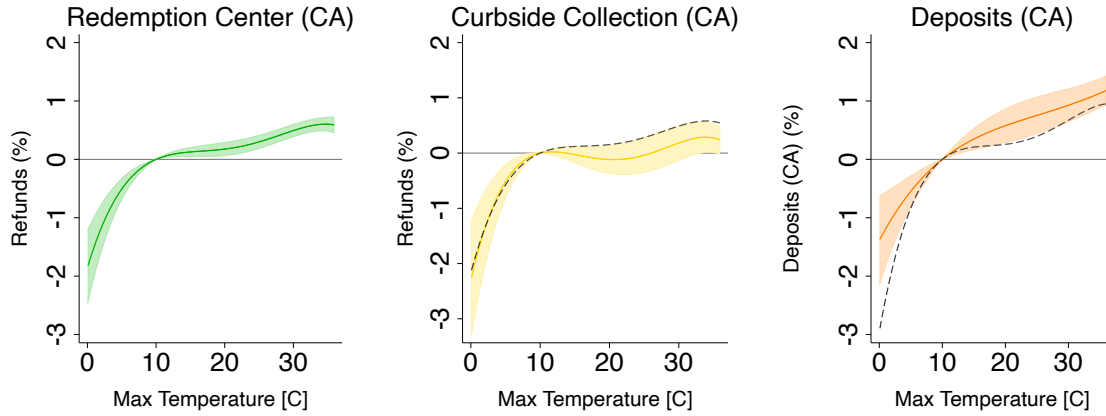 Redemption Center (CA)
Refunds (%)
2
1
0
-1
-2
-3
0 10 20 30
Max Temperature [C]
Curbside Collection (CA)
Refunds (%)
2
1
0
-1
-2
-3
0 10 20 30
Max Temperature [C]
Deposits (CA)
Deposits (CA) (%)
2
1
0
-1
-2
-3
0 10 20 30
Max Temperature [C]